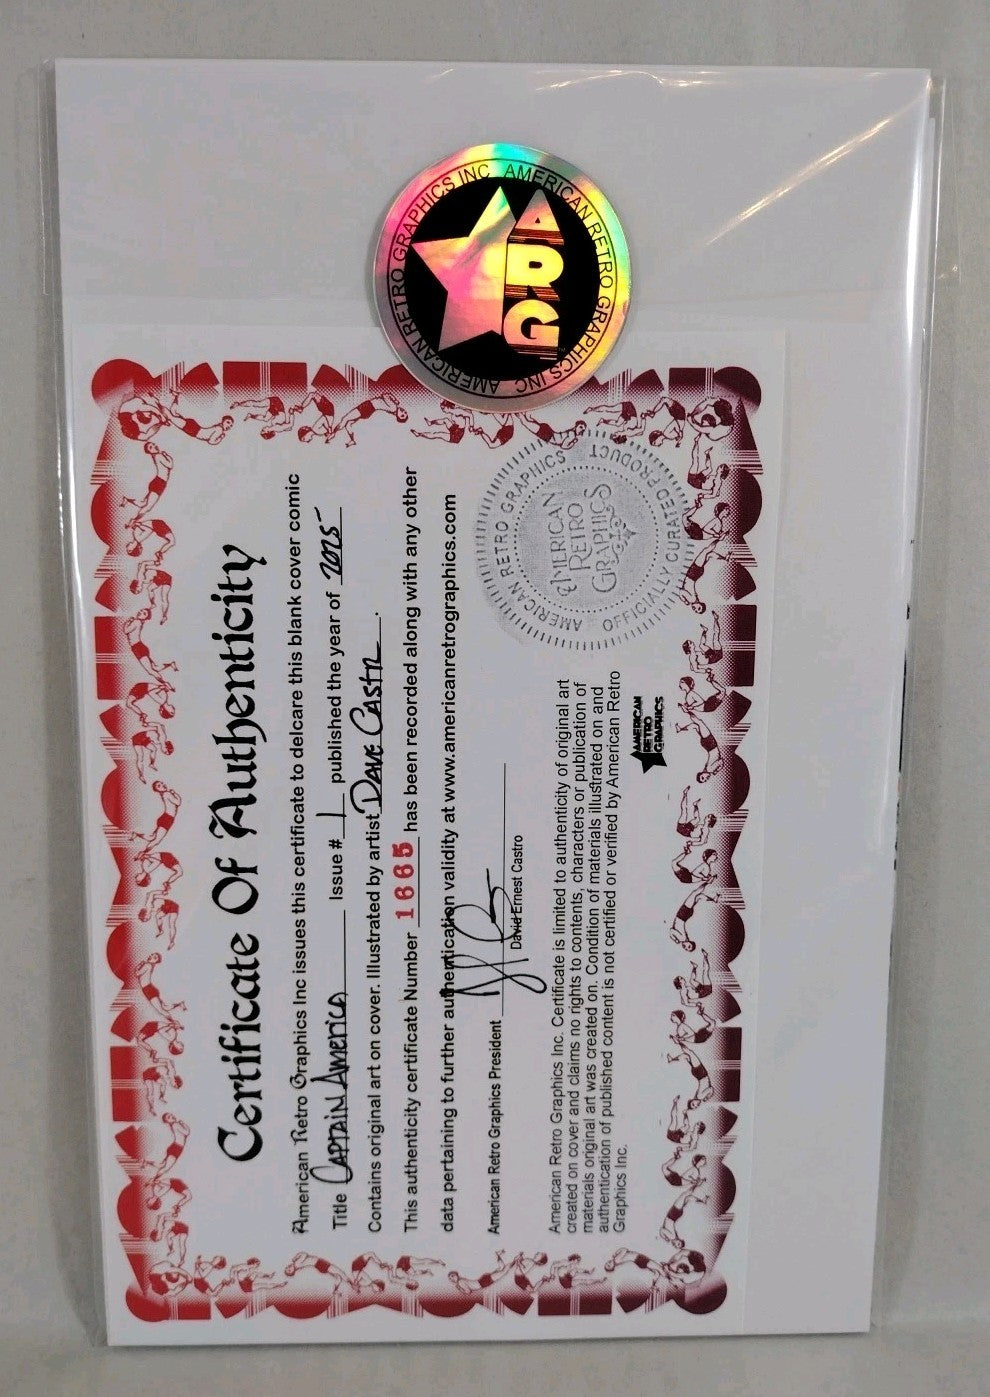 AMERICAN RETRO GRAPHICS INC AMERICAN RETRO GRAPHICS INC
ARG
Certificate Of Authenticity
American Retro Graphics Inc issues this certificate to delcare this blank cover comic
Title CAPTAIN AMERICA Issue # 1 published the year of 2015
Contains original art on cover. Illustrated by artist DAVE CASTR.
This authenticity certificate Number 1665 has been recorded along with any other
data pertaining to further authentication validity at www.americanretrographics.com
American Retro Graphics President
David Ernest Castro
AMERICAN RETRO GRAPHICS
OFFICIALLY CURATED PRODUCT
AMERICAN
RETRO
GRAPHICS
American Retro Graphics Inc. Certificate is limited to authenticity of original art
created on cover and claims no rights to contents, characters or publication of
materials original art was created on. Condition of materials illustrated on and
authentication of published content is not certified or verified by American Retro
Graphics Inc.
AMERICAN
RETRO
GRAPHICS